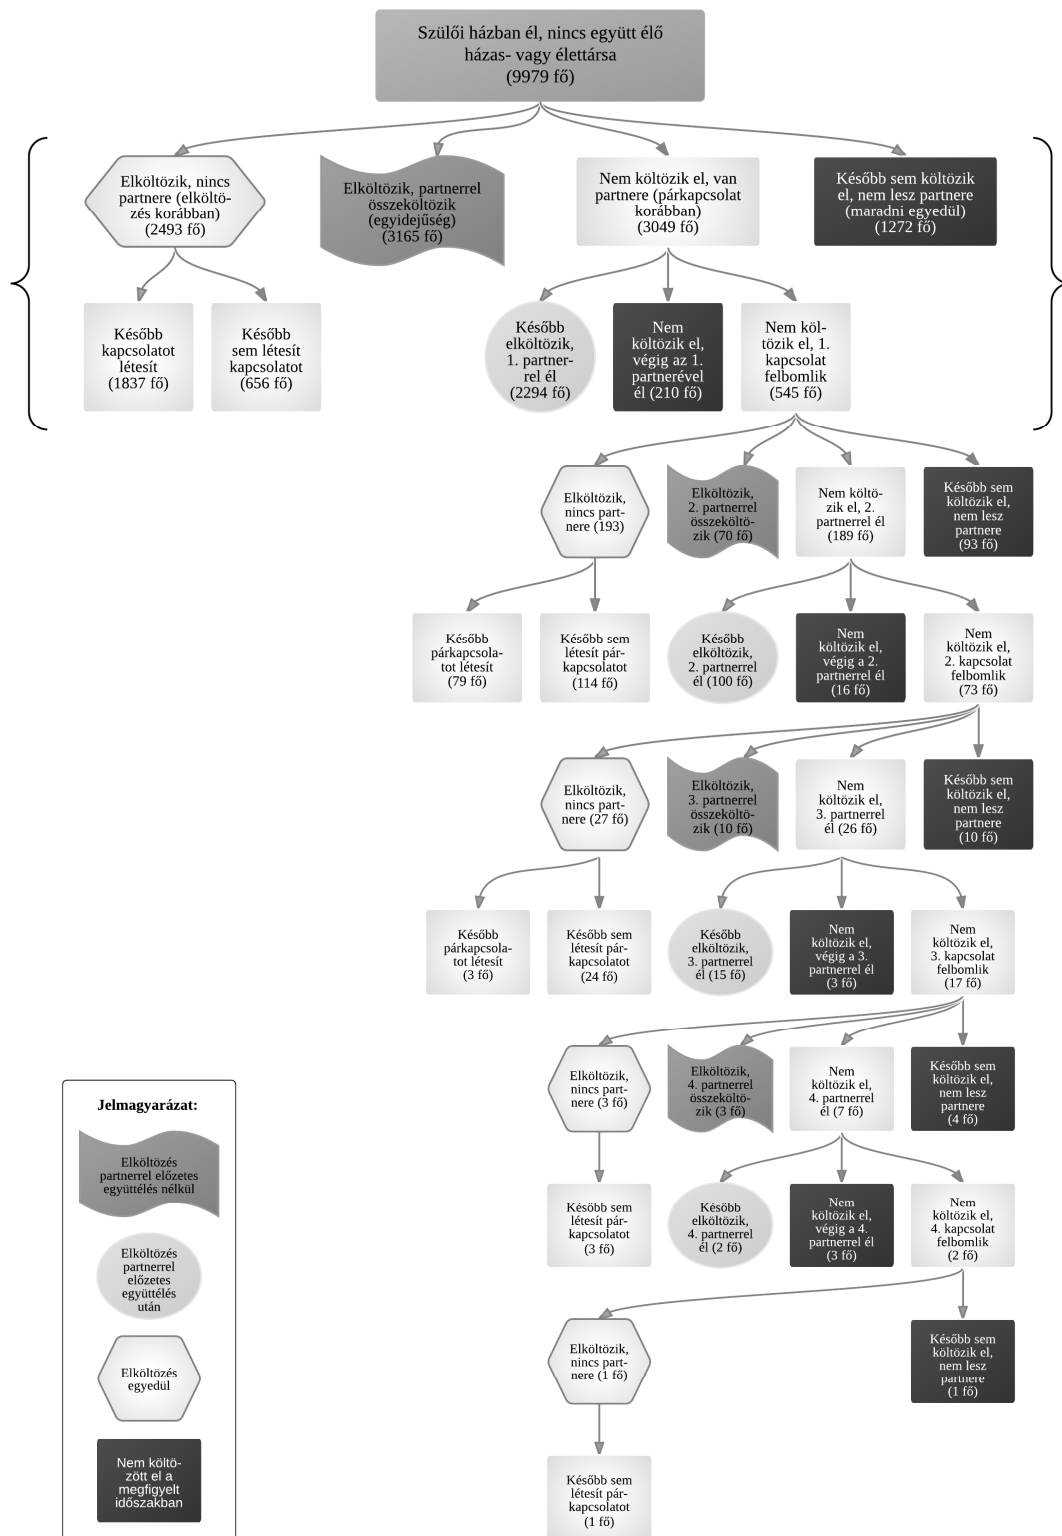 Szülői házban él, nincs együtt élő
házas- vagy élettársa
(9979 fő)
Elköltözik, nincs
partnere (elköltö-
zés korábban)
(2493 fő)
Elköltözik, partnerrel
összeköltözik
(egyidejűség)
(3165 fő)
Nem költözik el, van
partnere (párkapcsolat
korábban)
(3049 fő)
Később sem költözik
el, nem lesz partnere
(maradni egyedül)
(1272 fő)
Később
kapcsolatot
létesít
(1837 fő)
Később
sem létesít
kapcsolatot
(656 fő)
Később
elköltözik,
1. partner-
rel él
(2294 fő)
Nem
költözik el,
végig az 1.
partnerével
él (210 fő)
Nem köl-
tözik el, 1.
kapcsolat
felbomlik
(545 fő)
Elköltözik,
nincs part-
nere (193)
Elköltözik,
2. partnerrel
összeköltö-
zik (70 fő)
Nem költö-
zik el, 2.
partnerrel él
(189 fő)
Később sem
költözik el,
nem lesz
partnere
(93 fő)
Később
párkapcsola-
tot létesít
(79 fő)
Később sem
létesít pár-
kapcsolatot
(114 fő)
Később
elköltözik,
2. partnerrel
él (100 fő)
Nem
költözik el,
végig a 2.
partnerrel él
(16 fő)
Nem
költözik el,
2. kapcsolat
felbomlik
(73 fő)
Elköltözik,
nincs part-
nere (27 fő)
Elköltözik,
3. partnerrel
összeköltö-
zik (10 fő)
Nem
költözik el,
3. partnerrel
él (26 fő)
Később sem
költözik el,
nem lesz
partnere
(10 fő)
Később
párkapcsola-
tot létesít
(3 fő)
Később sem
létesít pár-
kapcsolatot
(24 fő)
Később
elköltözik,
3. partnerrel
él (15 fő)
Nem
költözik el,
végig a 3.
partnerrel él
(3 fő)
Nem
költözik el,
3. kapcsolat
felbomlik
(17 fő)
Elköltözik,
nincs part-
nere (3 fő)
Elköltözik,
4. partnerrel
összeköltö-
zik (3 fő)
Nem
költözik el,
4. partnerrel
él (7 fő)
Később sem
költözik el,
nem lesz
partnere
(4 fő)
Később sem
létesít pár-
kapcsolatot
(3 fő)
Később
elköltözik,
4. partnerrel
él (2 fő)
Nem
költözik el,
végig a 4.
partnerrel él
(3 fő)
Nem
költözik el,
4. kapcsolat
felbomlik
(2 fő)
Elköltözik,
nincs part-
nere (1 fő)
Később sem
költözik el,
nem lesz
partnere
(1 fő)
Később sem
létesít pár-
kapcsolatot
(1 fő)
Jelmagyarázat:
Elköltözés
partnerrel előzetes
együttélés nélkül
Elköltözés
partnerrel
előzetes
együttélés
után
Elköltözés
egyedül
Nem költö-
zött el a
megfigyelt
időszakban